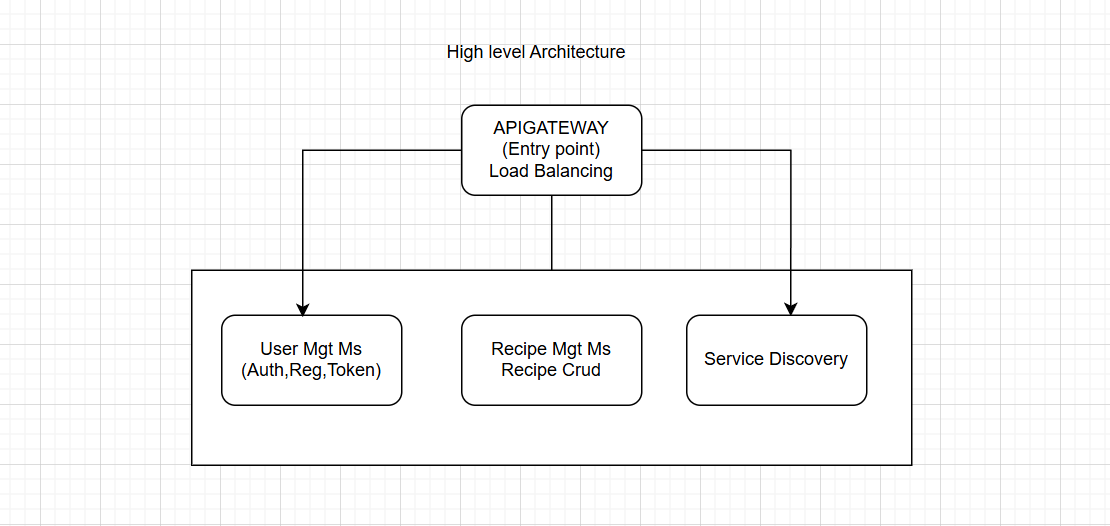 High level Architecture
APIGATEWAY
(Entry point)
Load Balancing
User Mgt Ms
(Auth,Reg,Token)
Recipe Mgt Ms
Recipe Crud
Service Discovery